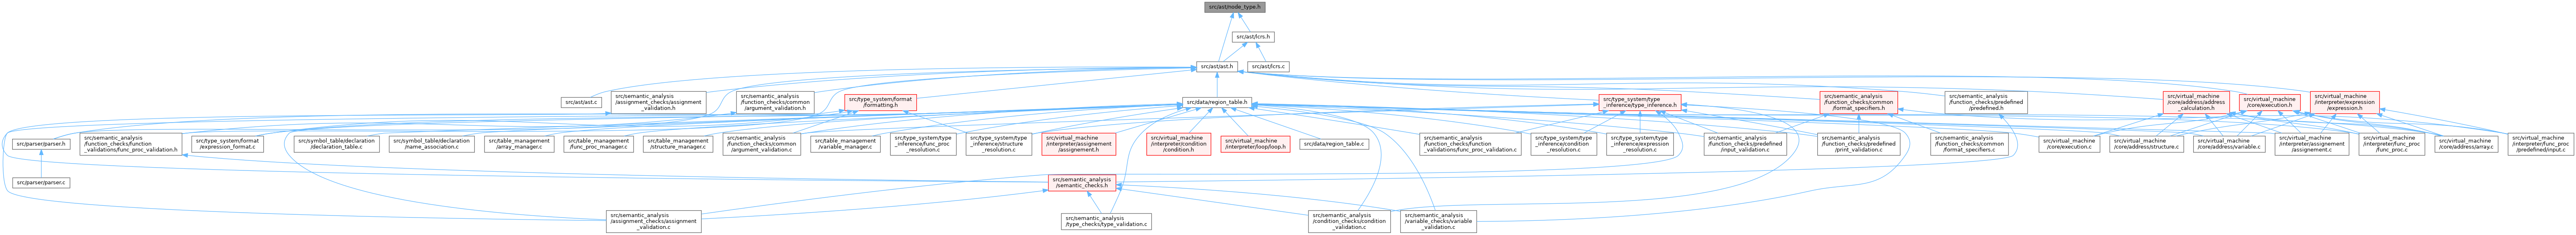 src/ast/node_type.h
src/ast/lcrs.h
src/ast/ast.h
src/ast/lcrs.c
src/ast/ast.c
src/semantic_analysis
/assignment_checks/assignment
_validation.h
src/semantic_analysis
/function_checks/common
/argument_validation.h
src/type_system/format
/formatting.h
src/data/region_table.h
src/type_system/type
_inference/type_inference.h
src/semantic_analysis
/function_checks/common
/format_specifiers.h
src/semantic_analysis
/function_checks/predefined
/predefined.h
src/virtual_machine
/core/address/address
_calculation.h
src/virtual_machine
/core/execution.h
src/virtual_machine
/interpreter/expression
/expression.h
src/parser/parser.h
src/semantic_analysis
/function_checks/function
_validations/func_proc_validation.h
src/type_system/format
/expression_format.c
src/symbol_table/declaration
/declaration_table.c
src/symbol_table/declaration
/name_association.c
src/table_management
/array_manager.c
src/table_management
/func_proc_manager.c
src/table_management
/structure_manager.c
src/semantic_analysis
/function_checks/common
/argument_validation.c
src/table_management
/variable_manager.c
src/type_system/type
_inference/func_proc
_resolution.c
src/type_system/type
_inference/structure
_resolution.c
src/virtual_machine
/interpreter/assignement
/assignement.h
src/virtual_machine
/interpreter/condition
/condition.h
src/virtual_machine
/interpreter/loop/loop.h
src/data/region_table.c
src/semantic_analysis
/function_checks/function
_validations/func_proc_validation.c
src/type_system/type
_inference/condition
_resolution.c
src/type_system/type
_inference/expression
_resolution.c
src/semantic_analysis
/function_checks/predefined
/input_validation.c
src/semantic_analysis
/function_checks/predefined
/print_validation.c
src/semantic_analysis
/function_checks/common
/format_specifiers.c
src/virtual_machine
/core/execution.c
src/virtual_machine
/core/address/structure.c
src/virtual_machine
/core/address/variable.c
src/virtual_machine
/interpreter/assignement
/assignement.c
src/virtual_machine
/interpreter/func_proc
/func_proc.c
src/virtual_machine
/core/address/array.c
src/virtual_machine
/interpreter/func_proc
/predefined/input.c
src/parser/parser.c
src/semantic_analysis
/semantic_checks.h
src/semantic_analysis
/assignment_checks/assignment
_validation.c
src/semantic_analysis
/type_checks/type_validation.c
src/semantic_analysis
/condition_checks/condition
_validation.c
src/semantic_analysis
/variable_checks/variable
_validation.c